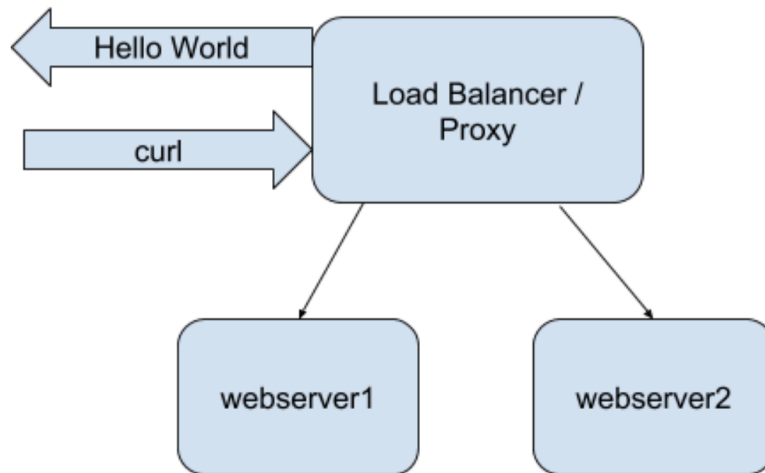 Hello World
Load Balancer /
Proxy
curl
webserver1
webserver2